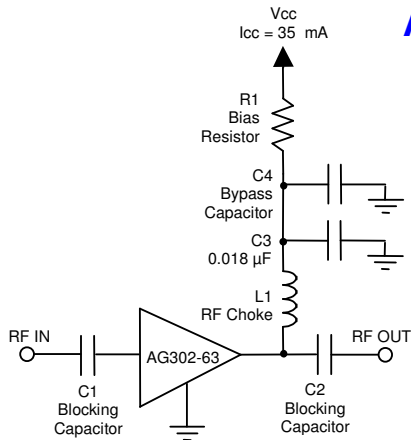 Vcc
Icc = 35 mA
R1
Bias
Resistor
C4
Bypass
Capacitor
C3
0.018 µF
L1
RF Choke
RF IN
AG302-63
RF OUT
C1
Blocking
Capacitor
C2
Blocking
Capacitor